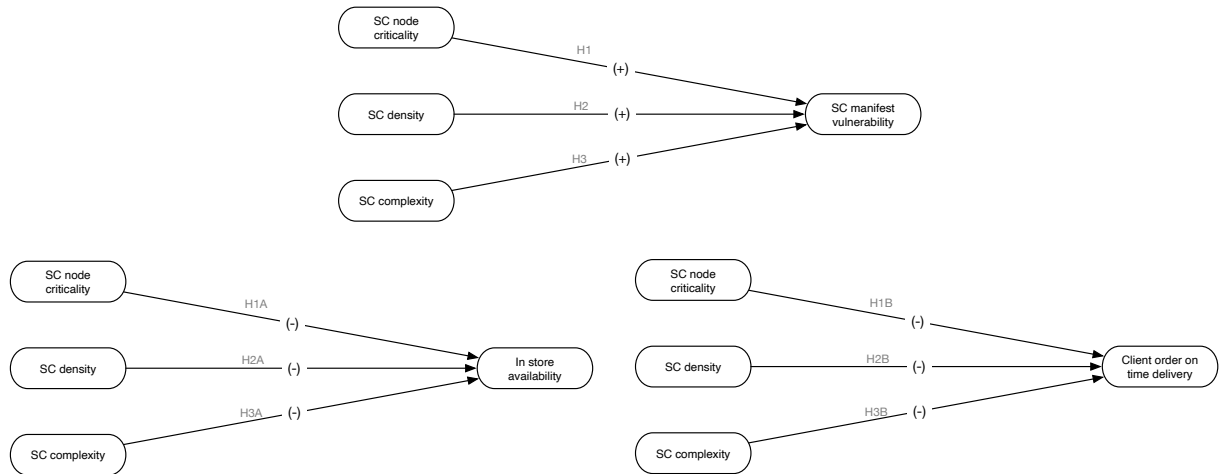 SC node
criticality
H1
(+)
SC density
H2
(+)
SC manifest
vulnerability
H3
(+)
SC complexity
SC node
criticality
H1A
(-)
SC density
H2A
(-)
In store
availability
H3A
(-)
SC complexity
SC node
criticality
H1B
(-)
SC density
H2B
(-)
Client order on
time delivery
H3B
(-)
SC complexity